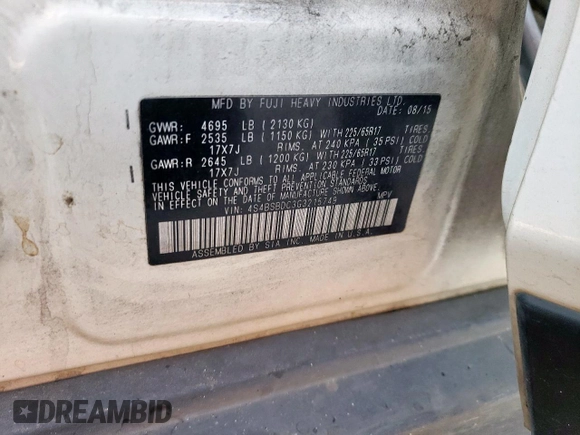 MFD BY FUJI HEAVY INDUSTRIES LTD.
DATE: 08/15
GVWR: 4695 LB (2130 KG)
GAWR:F 2535 LB (1150 KG) WITH 225/65R17 TIRES
17X7J RIMS. AT 240 KPA (35 PSI) COLD
GAWR:R 2645 LB (1200 KG) WITH 225/65R17 TIRES
17X7J RIMS. AT 230 KPA (33 PSI) COLD
THIS VEHICLE CONFORMS TO ALL APPLICABLE FEDERAL MOTOR
VEHICLE SAFETY STANDARDS IN EFFECT ON THE DATE OF
MANUFACTURE SHOWN ABOVE.
VIN: 4S4BSBDC3G3215749 MPV
ASSEMBLED BY SIA INC. MADE IN U.S.A.
DREAMBID